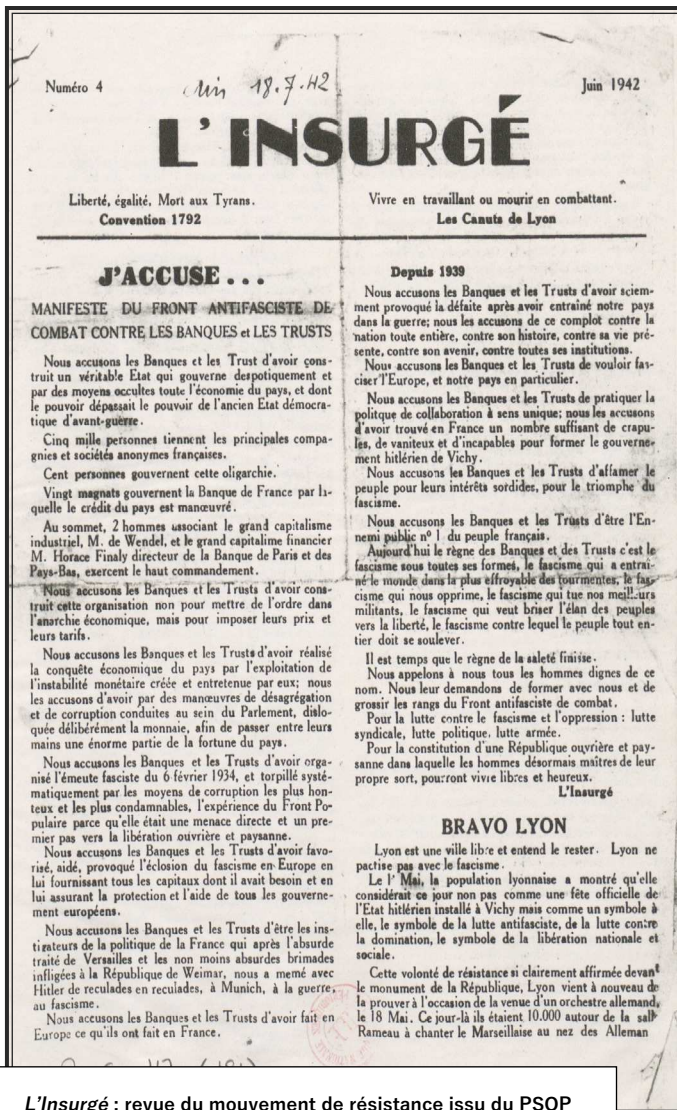 Numéro 4
18.7.42
Juin 1942
L'INSURGÉ
Liberté, égalité, Mort aux Tyrans.
Convention 1792
Vivre en travaillant ou mourir en combattant.
Les Canuts de Lyon
J'ACCUSE...
MANIFESTE DU FRONT ANTIFASCISTE DE
COMBAT CONTRE LES BANQUES et LES TRUSTS
Nous accusons les Banques et les Trust d'avoir çons-
truit un véritable Etat qui gouverne despotiquement et
par des moyens occultes toute l'économie du pays, et dont
le pouvoir dépassait le pouvoir de l'ancien Etat démocra-
tique d'avant-guerre.
Cinq mille personnes tiennent les principales compa-
gnies et sociétés anonymes françaises.
Cent personnes gouvernent cette oligarchie.
Vingt magnats gouvernent la Banque de France par la-
quelle le crédit du pays est manœuvré.
Au sommet, 2 hommes associant le grand capitalisme
industriel, M. de Wendel, et le grand capitalime financier
M. Horace Finaly directeur de la Banque de Paris et des
Pays-Bas, exercent le haut commandement.
Nous accusons les Banques et les Trusts d'avoir cons-
truit cette organisation non pour mettre de l'ordre dans
l'anarchie économique, mais pour imposer leurs prix et
leurs tarifs.
Nous accusons les Banques et les Trusts d'avoir réalisé
la conquête économique du pays par l'exploitation de
l'instabilité monétaire créée et entretenue par eux; nous
les accusons d'avoir par des manœuvres de désagrégation
et de corruption conduites au sein du Parlement, dislo-
quée délibérément la monnaie, afin de passer entre leurs
mains une énorme partie de la fortune du pays.
Nous accusons les Banques et les Trusts d'avoir orga-
nisé l'émeute fasciste du 6 février 1934, et torpillé systé-
matiquement par les moyens de corruption les plus hon-
teux et les plus condamnables, l'expérience du Front Po-
pulaire parce qu'elle était une menace directe et un pre-
mier pas vers la libération ouvrière et paysanne.
Nous accusons les Banques et les Trusts d'avoir favo-
risé, aidé, provoqué l'éclosion du fascisme en Europe en
lui fournissant tous les capitaux dont il avait besoin et en
lui assurant la protection et l'aide de tous les gouverne-
ment européens.
Nous accusons les Banques et les Trusts d'être les ins-
tigateurs de la politique de la France qui après l'absurde
traité de Versailles et les non moins absurdes brimades
infligées à la République de Weimar, nous a memé avec
Hitler de reculades en reculades, à Munich, à la guerre,
au fascisme.
Nous accusons les Banques et les Trusts d'avoir fait en
Europe ce qu'ils ont fait en France.
Depuis 1939
Nous accusons les Banques et les Trusts d'avoir sciem-
ment provoqué la défaite après avoir entraîné notre pays
dans la guerre; nous les accusons de ce complot contre la
nation toute entière, contre son histoire, contre sa vie pré-
sente, contre son avenir, contre toutes ses institutions.
Nous accusons les Banques et les Trusts de vouloir fas-
ciser l'Europe, et notre pays en particulier.
Nous accusons les Banques et les Trusts de pratiquer la
politque de collaboration à sens unique; nous les accusons
d'avoir trouvé en France un nombre suffisant de crapu-
les, de vaniteux et d'incapables pour former le gouverne-
ment hitlérien de Vichy.
Nous accusons les Banques et les Trusts d'affamer le
peuple pour leurs intérêts sordides, pour le triomphe du
fascisme.
Nous accusons les Banques et les Trusts d'être l'En-
nemi public nº 1 du peuple français.
Aujourd'hui le règne des Banques et des Trusts c'est le
fascisme sous toutes ses formes, le fascisme qui a entraî-
né le monde dans la plus effroyable des tourmentes, le fas-
cisme qui nous opprime, le fascisme qui tue nos meilleurs
militants, le fascisme qui veut briser l'élan des peuples
vers la liberté, le fascisme contre lequel le peuple tout en-
tier doit se soulever.
Il est temps que le règne de la saleté finisse.
Nous appelons à nous tous les hommes dignes de ce
nom. Nous leur demandons de former avec nous et de
grossir les rangs du Front antifasciste de combat.
Pour la lutte contre le fascisme et l'oppression : lutte
syndicale, lutte politique, lutte armée.
Pour la constitution d'une République ouvrière et pay-
sanne dans laquelle les hommes désormais maîtres de leur
propre sort, pourront vivre libres et heureux.
L'Insurgé
BRAVO LYON
Lyon est une ville libre et entend le rester. Lyon ne
pactise pas avec le fascisme.
Le 1' Mai, la population lyonnaise a montré qu'elle
considérait ce jour non pas comme une fête officielle de
l'Etat hitlérien installé à Vichy mais comme un symbole à
elle, le symbole de la lutte antifasciste, de la lutte contre
la domination, le symbole de la libération nationale et
sociale.
Cette volonté de résistance si clairement affirmée devant
le monument de la République, Lyon vient à nouveau de
la prouver à l'occasion de la venue d'un orchestre allemand,
le 18 Mai. Ce jour-là ils étaient 10.000 autour de la salle
Rameau à chanter le Marseillaise au nez des Alleman
L'Insurgé : revue du mouvement de résistance issu du PSOP